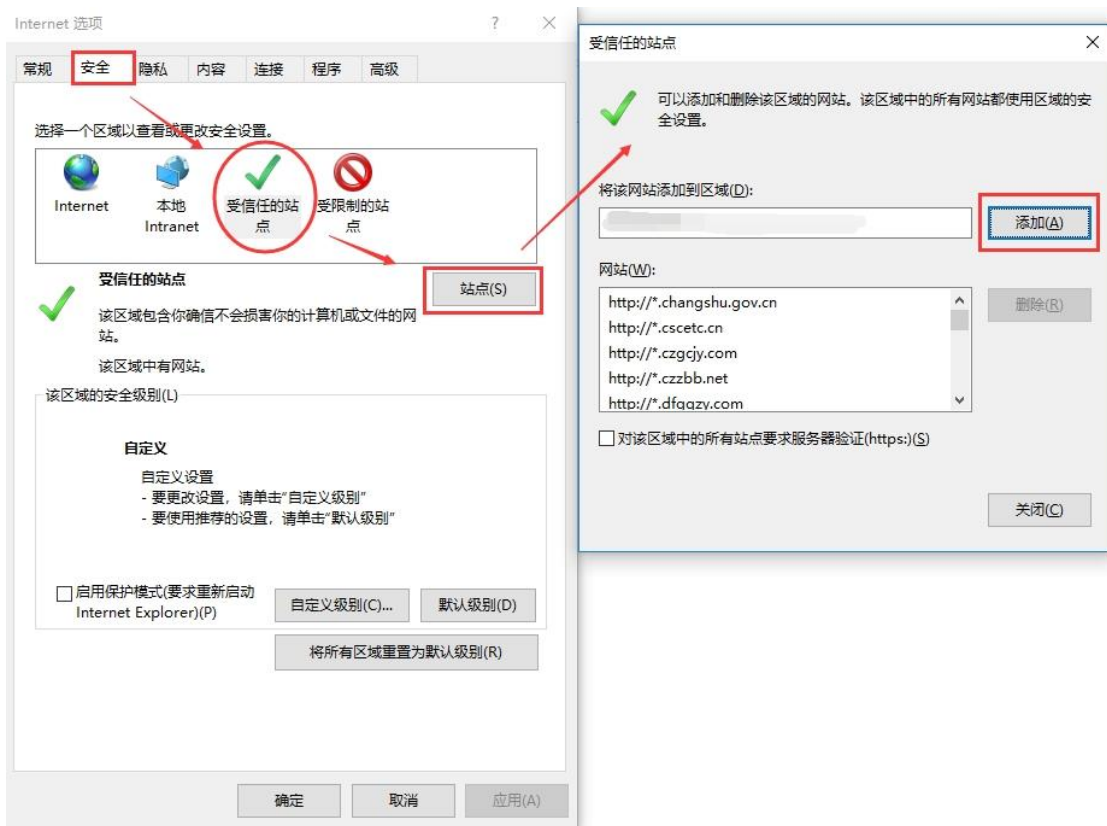 Internet 选项
常规 安全 隐私 内容 连接 程序 高级
选择一个区域以查看或更改安全设置。
Internet
本地
Intranet
受信任的站
点
受限制的站
点
受信任的站点
站点(S)
该区域包含你确信不会损害你的计算机或文件的网
站。
该区域中有网站。
该区域的安全级别(L)
自定义
自定义设置
- 要更改设置，请单击“自定义级别”
- 要使用推荐的设置，请单击“默认级别”
启用保护模式(要求重新启动
Internet Explorer)(P)
自定义级别(C)...
默认级别(D)
将所有区域重置为默认级别(R)
确定
取消
应用(A)
受信任的站点
可以添加和删除该区域的网站。该区域中的所有网站都使用区域的安
全设置。
将该网站添加到区域(D):
添加(A)
网站(W):
http://*.changshu.gov.cn
http://*.cscetc.cn
http://*.czgcjy.com
http://*.czzbb.net
http://*.dfggzy.com
删除(R)
对该区域中的所有站点要求服务器验证(https:)(S)
关闭(C)